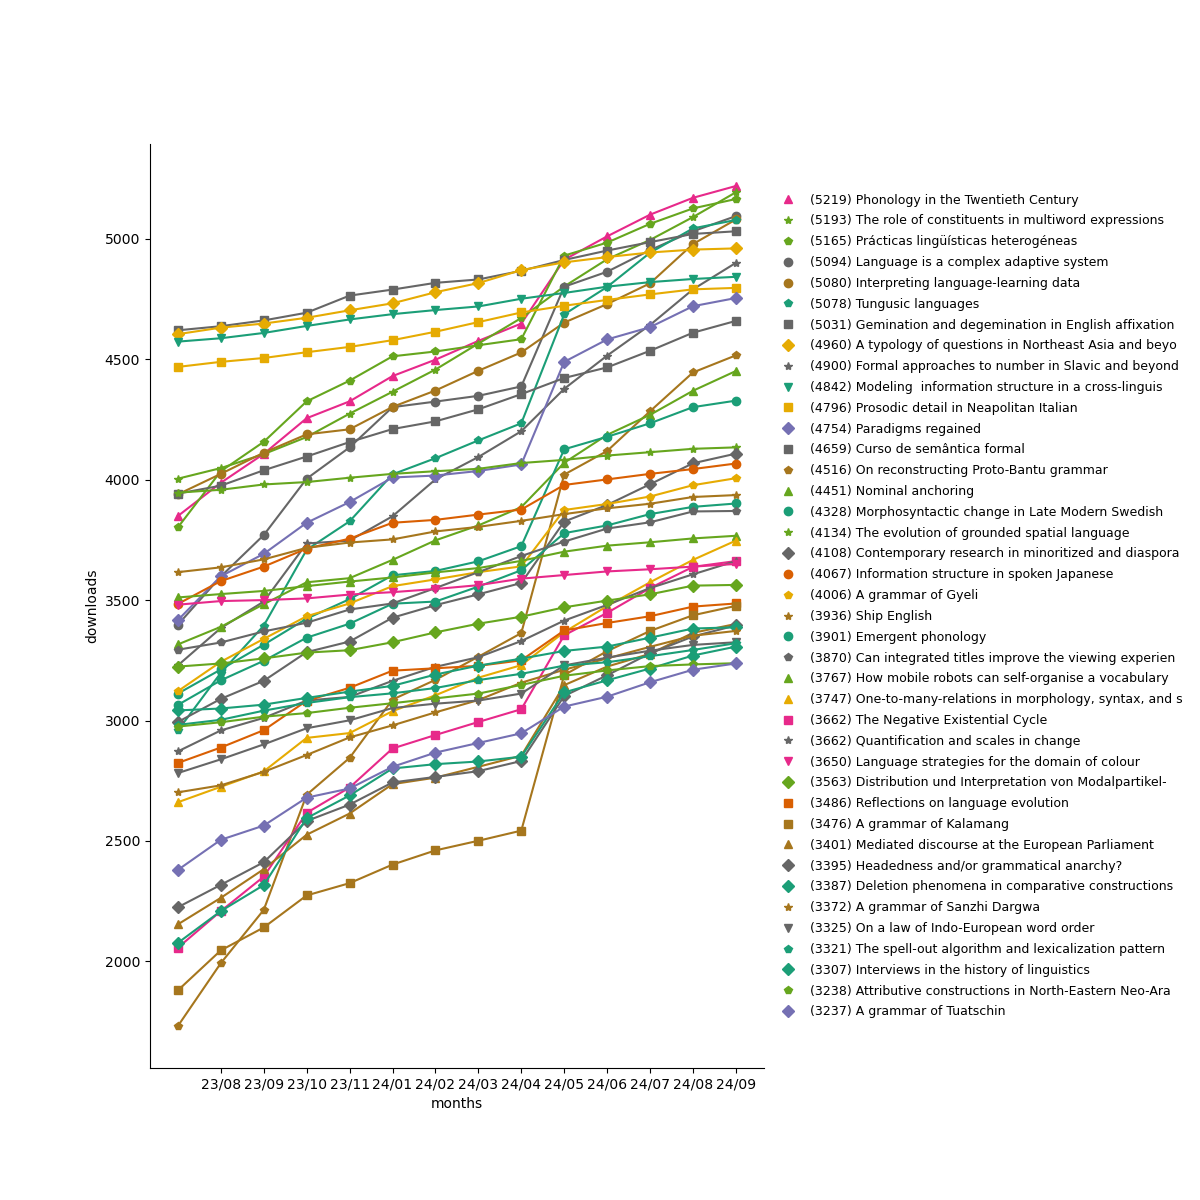 5000
4500
4000
3500
3000
2500
2000
downloads
23/08 23/09 23/10 23/11 24/01 24/02 24/03 24/04 24/05 24/06 24/07 24/08 24/09
months
(5219) Phonology in the Twentieth Century
(5193) The role of constituents in multiword expressions
(5165) Prácticas lingüísticas heterogéneas
(5094) Language is a complex adaptive system
(5080) Interpreting language-learning data
(5078) Tungusic languages
(5031) Gemination and degemination in English affixation
(4960) A typology of questions in Northeast Asia and beyo
(4900) Formal approaches to number in Slavic and beyond
(4842) Modeling  information structure in a cross-linguis
(4796) Prosodic detail in Neapolitan Italian
(4754) Paradigms regained
(4659) Curso de semântica formal
(4516) On reconstructing Proto-Bantu grammar
(4451) Nominal anchoring
(4328) Morphosyntactic change in Late Modern Swedish
(4134) The evolution of grounded spatial language
(4108) Contemporary research in minoritized and diaspora
(4067) Information structure in spoken Japanese
(4006) A grammar of Gyeli
(3936) Ship English
(3901) Emergent phonology
(3870) Can integrated titles improve the viewing experien
(3767) How mobile robots can self-organise a vocabulary
(3747) One-to-many-relations in morphology, syntax, and s
(3662) The Negative Existential Cycle
(3662) Quantification and scales in change
(3650) Language strategies for the domain of colour
(3563) Distribution und Interpretation von Modalpartikel-
(3486) Reflections on language evolution
(3476) A grammar of Kalamang
(3401) Mediated discourse at the European Parliament
(3395) Headedness and/or grammatical anarchy?
(3387) Deletion phenomena in comparative constructions
(3372) A grammar of Sanzhi Dargwa
(3325) On a law of Indo-European word order
(3321) The spell-out algorithm and lexicalization pattern
(3307) Interviews in the history of linguistics
(3238) Attributive constructions in North-Eastern Neo-Ara
(3237) A grammar of Tuatschin